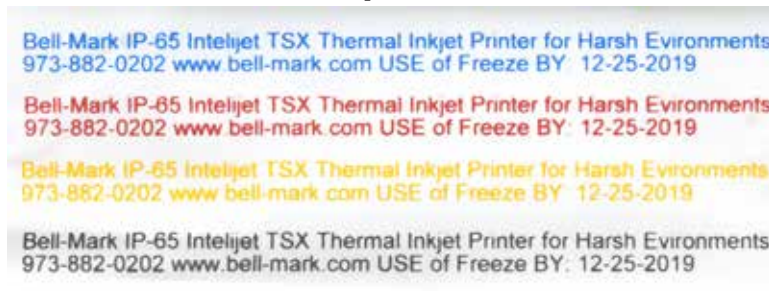 Bell-Mark IP-65 Intelijet TSX Thermal Inkjet Printer for Harsh Evironments
973-882-0202 www.bell-mark.com USE of Freeze BY: 12-25-2019
Bell-Mark IP-65 Intelijet TSX Thermal Inkjet Printer for Harsh Evironments
973-882-0202 www.bell-mark.com USE of Freeze BY: 12-25-2019
Bell-Mark IP-65 Intelijet TSX Thermal Inkjet Printer for Harsh Evironments
973-882-0202 www.bell-mark.com USE of Freeze BY: 12-25-2019
Bell-Mark IP-65 Intelijet TSX Thermal Inkjet Printer for Harsh Evironments
973-882-0202 www.bell-mark.com USE of Freeze BY: 12-25-2019